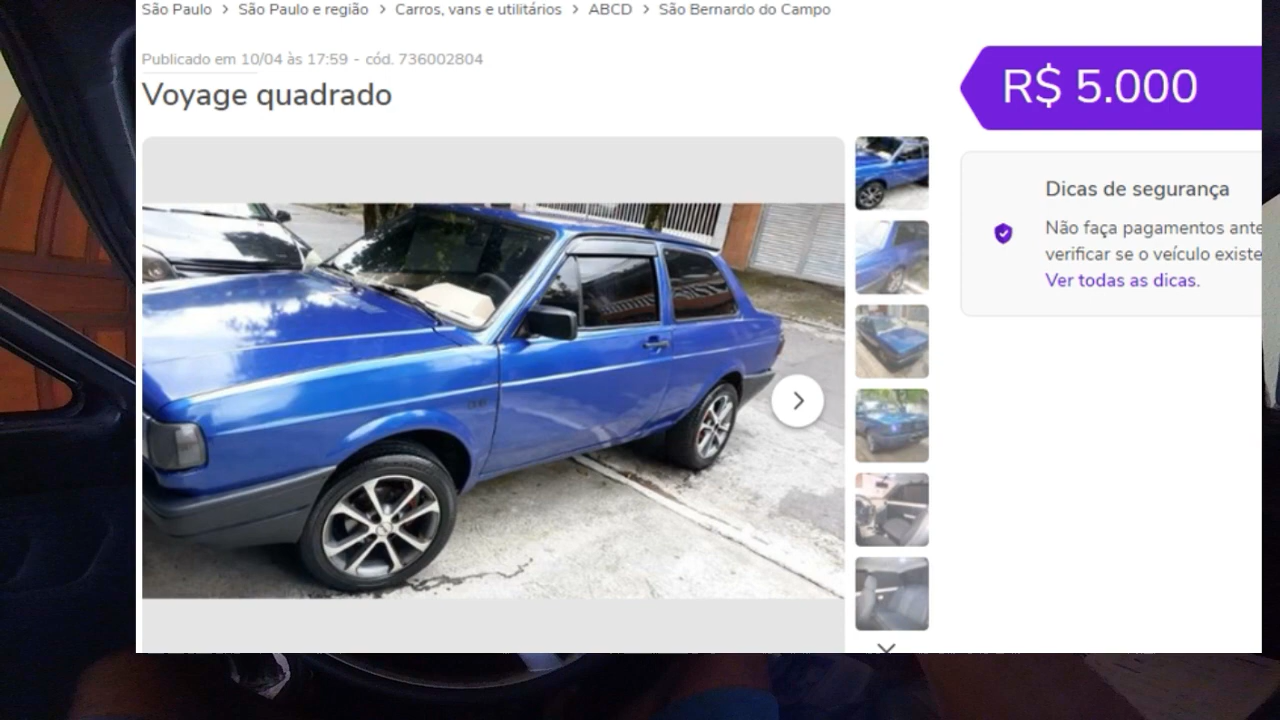 São Paulo > São Paulo e região > Carros, vans e utilitários > ABCD > São Bernardo do Campo
Publicado em 10/04 às 17:59 - cód. 736002804
Voyage quadrado
R$ 5.000
Dicas de segurança
Não faça pagamentos ante
verificar se o veículo existe
Ver todas as dicas.